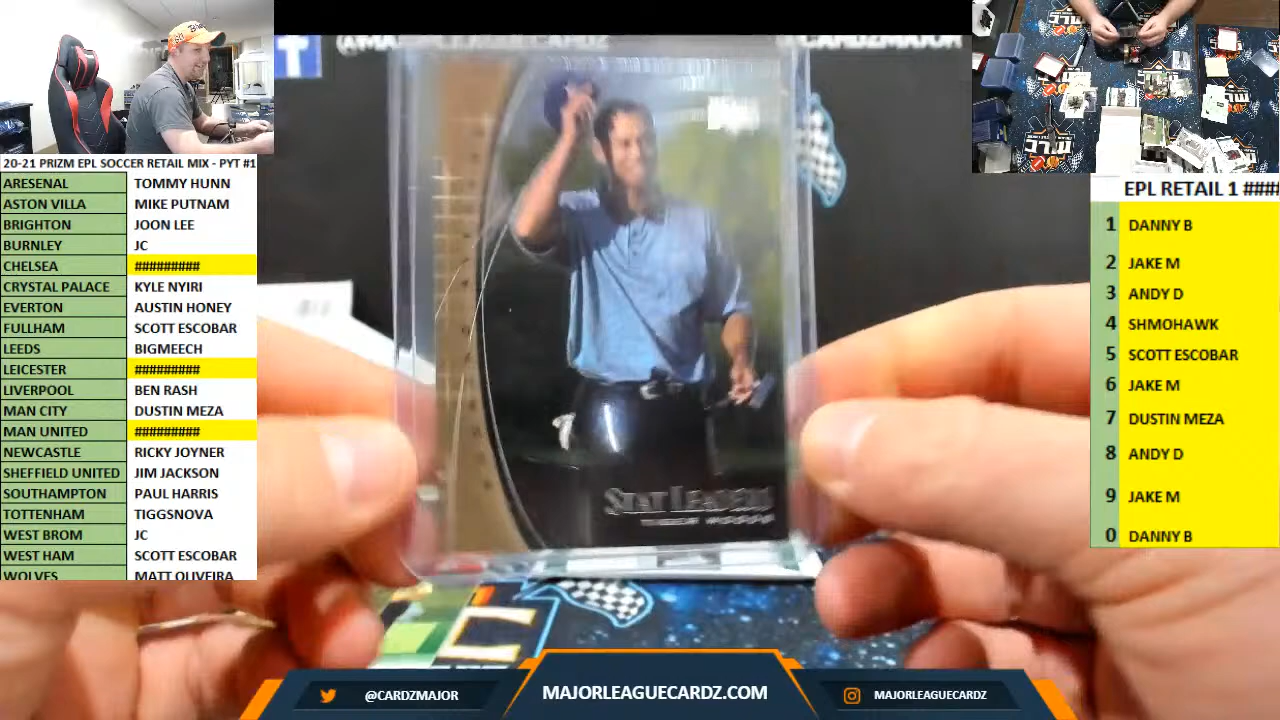 20-21 PRIZM EPL SOCCER RETAIL MIX - PYT #1
ARESENAL TOMMY HUNN
ASTON VILLA MIKE PUTNAM
BRIGHTON JOON LEE
BURNLEY JC
CHELSEA #########
CRYSTAL PALACE KYLE NYIRI
EVERTON AUSTIN HONEY
FULLHAM SCOTT ESCOBAR
LEEDS BIGMEECH
LEICESTER #########
LIVERPOOL BEN RASH
MAN CITY DUSTIN MEZA
MAN UNITED #########
NEWCASTLE RICKY JOYNER
SHEFFIELD UNITED JIM JACKSON
SOUTHAMPTON PAUL HARRIS
TOTTENHAM TIGGSNOVA
WEST BROM JC
WEST HAM SCOTT ESCOBAR
WOLVES MATT OLIVEIRA
STAT LEADERS
TIGER WOODS
EPL RETAIL 1 ####
1 DANNY B
2 JAKE M
3 ANDY D
4 SHMOHAWK
5 SCOTT ESCOBAR
6 JAKE M
7 DUSTIN MEZA
8 ANDY D
9 JAKE M
0 DANNY B
@CARDZMAJOR
MAJORLEAGUECARDZ.COM
MAJORLEAGUECARDZ